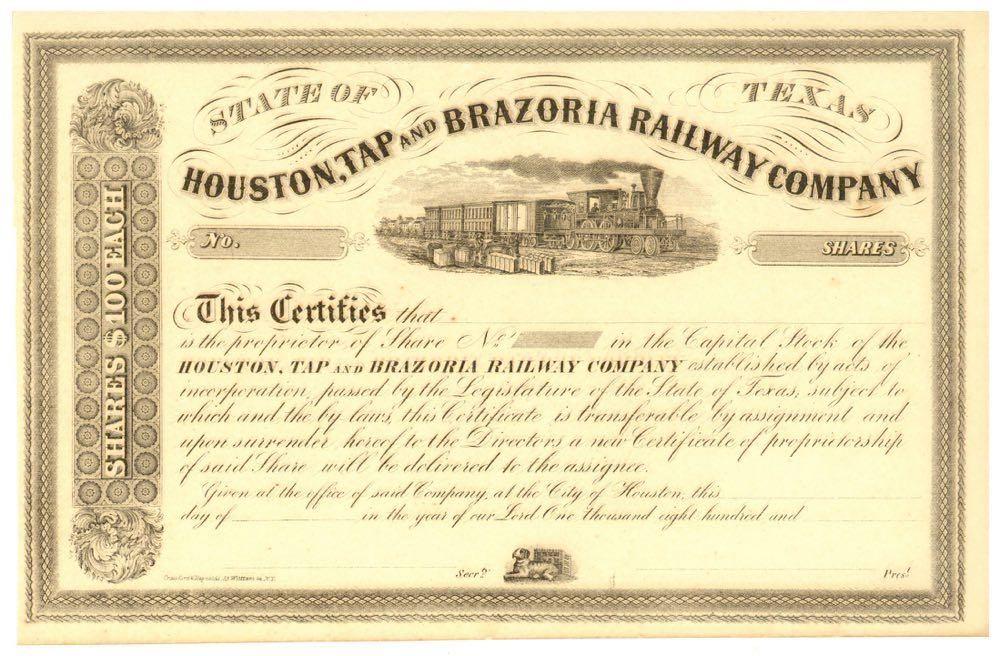 STATE OF TEXAS
HOUSTON, TAP AND BRAZORIA RAILWAY COMPANY
No.
SHARES
SHARES $100 EACH
This Certifies that
is the proprietor of Share No. in the Capital Stock of the
HOUSTON, TAP AND BRAZORIA RAILWAY COMPANY established by acts of
incorporation, passed by the Legislature of the State of Texas, subject to
which and the by laws, this Certificate is transferable by assignment and
upon surrender hereof to the Directors a new Certificate of proprietorship
of said Share will be delivered to the assignee.
Given at the office of said Company, at the City of Houston, this
day of in the year of our Lord One thousand eight hundred and
Secry.
Prest.
N.Y.